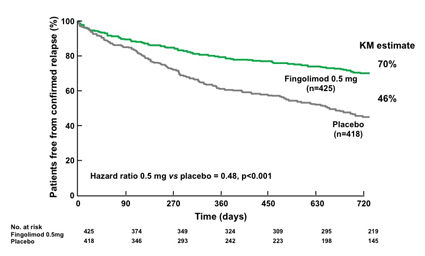 Patients free from confirmed relapse (%)
100
80
60
40
20
0
KM estimate
70%
Fingolimod 0.5 mg
(n=425)
46%
Placebo
(n=418)
Hazard ratio 0.5 mg vs placebo = 0.48, p<0.001
0 90 180 270 360 450 540 630 720
Time (days)
No. at risk
Fingolimod 0.5mg 425 374 349 324 309 295 219
Placebo 418 346 293 242 223 198 145